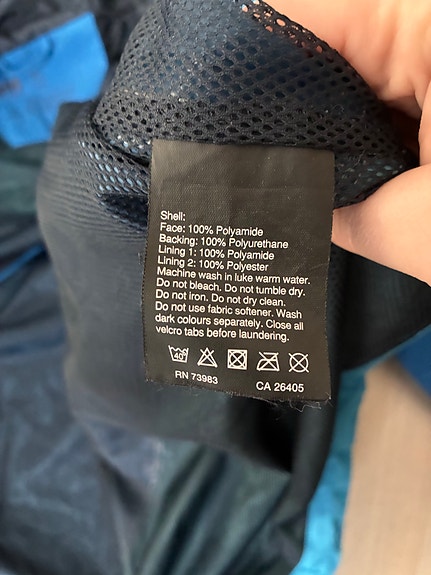 Shell:
Face: 100% Polyamide
Backing: 100% Polyurethane
Lining 1: 100% Polyamide
Lining 2: 100% Polyester
Machine wash in luke warm water.
Do not bleach. Do not tumble dry.
Do not iron. Do not dry clean.
Do not use fabric softener. Wash
dark colours separately. Close all
velcro tabs before laundering.
40
RN 73983 CA 26405